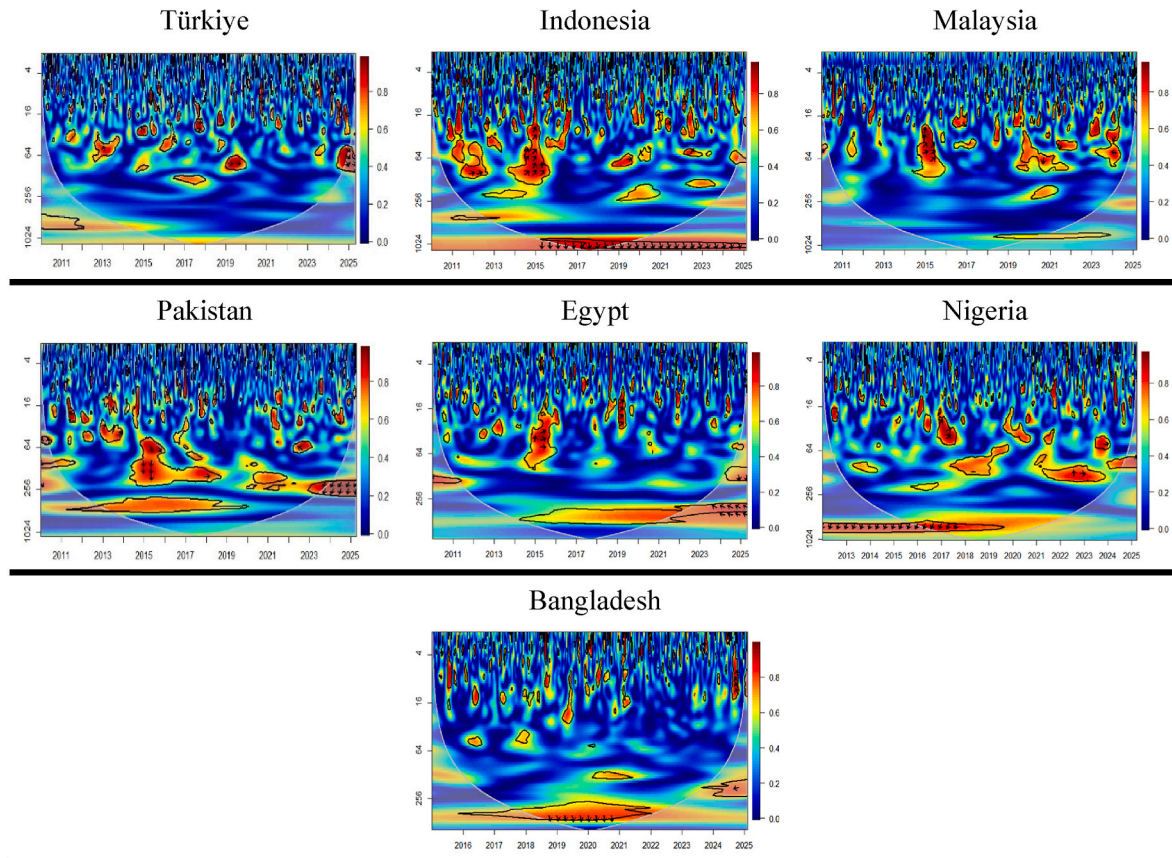 Türkiye Indonesia Malaysia
4 16 64 256 1024
0.8 0.6 0.4 0.2 0.0
2011 2013 2015 2017 2019 2021 2023 2025
4 16 64 256 1024
0.8 0.6 0.4 0.2 0.0
2011 2013 2015 2017 2019 2021 2023 2025
4 16 64 256 1024
0.8 0.6 0.4 0.2 0.0
2011 2013 2015 2017 2019 2021 2023 2025
Pakistan Egypt Nigeria
4 16 64 256 1024
0.8 0.6 0.4 0.2 0.0
2011 2013 2015 2017 2019 2021 2023 2025
4 16 64 256
0.8 0.6 0.4 0.2 0.0
2011 2013 2015 2017 2019 2021 2023 2025
4 16 64 256 1024
0.8 0.6 0.4 0.2 0.0
2013 2014 2015 2016 2017 2018 2020 2021 2022 2023 2024 2025
Bangladesh
4 16 64 256
0.8 0.6 0.4 0.2 0.0
2016 2017 2018 2019 2020 2021 2022 2023 2024 2025